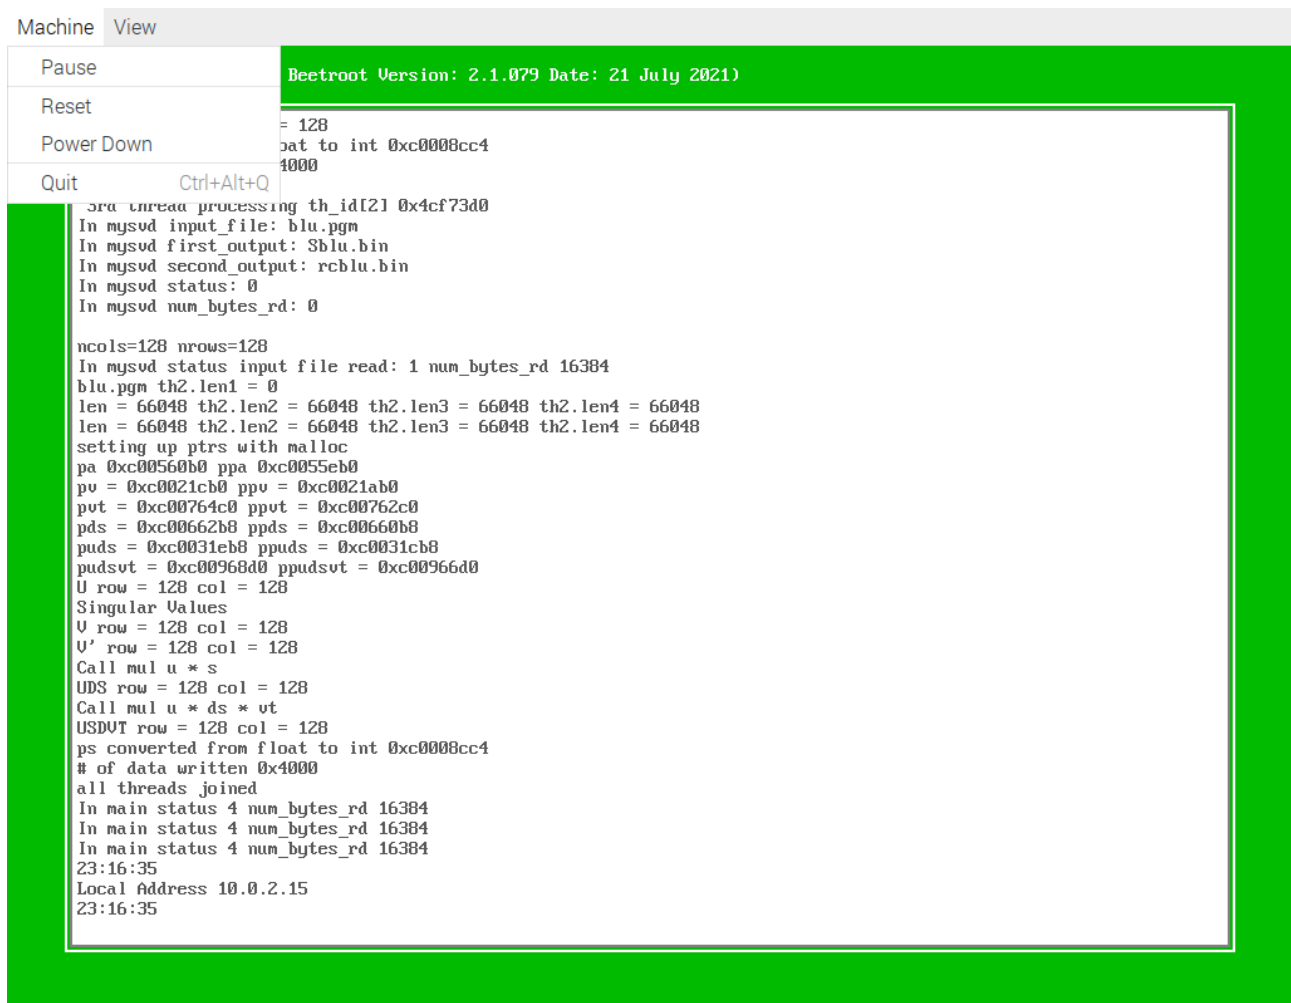 Machine View
Pause
Reset
Power Down
Quit Ctrl+Alt+Q
Beetroot Version: 2.1.079 Date: 21 July 2021)
= 128
oat to int 0xc0008cc4
4000
3rd thread processing th_id[2] 0x4cf73d0
In mysvd input_file: blu.pgm
In mysvd first_output: Sblu.bin
In mysvd second_output: rcblu.bin
In mysvd status: 0
In mysvd num_bytes_rd: 0
ncols=128 nrows=128
In mysvd status input file read: 1 num_bytes_rd 16384
blu.pgm th2.len1 = 0
len = 66048 th2.len2 = 66048 th2.len3 = 66048 th2.len4 = 66048
len = 66048 th2.len2 = 66048 th2.len3 = 66048 th2.len4 = 66048
setting up ptrs with malloc
pa 0xc00560b0 ppa 0xc0055eb0
pv = 0xc0021cb0 ppv = 0xc0021ab0
pvt = 0xc00764c0 ppvt = 0xc00762c0
pds = 0xc00662b8 ppds = 0xc00660b8
puds = 0xc0031eb8 ppuds = 0xc0031cb8
pudsvt = 0xc00968d0 ppudsvt = 0xc00966d0
U row = 128 col = 128
Singular Values
V row = 128 col = 128
V' row = 128 col = 128
Call mul u * s
UDS row = 128 col = 128
Call mul u * ds * vt
USDVT row = 128 col = 128
ps converted from float to int 0xc0008cc4
# of data written 0x4000
all threads joined
In main status 4 num_bytes_rd 16384
In main status 4 num_bytes_rd 16384
In main status 4 num_bytes_rd 16384
23:16:35
Local Address 10.0.2.15
23:16:35